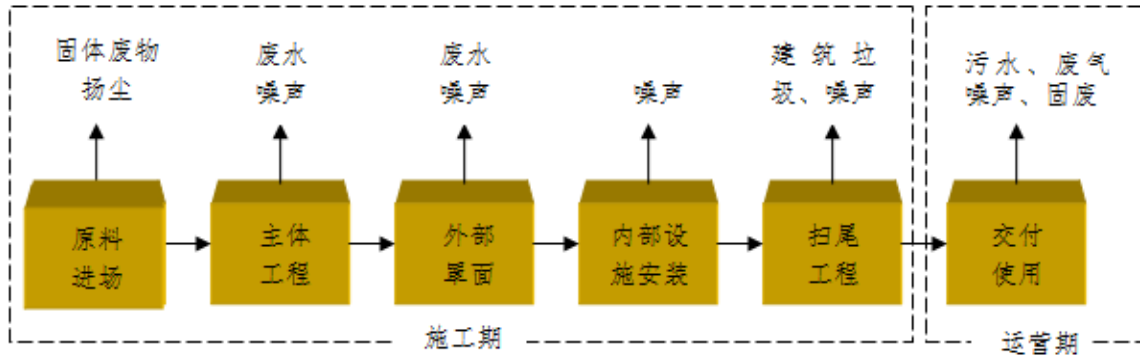 固体废物
扬尘
废水
噪声
废水
噪声
噪声
建筑垃
圾、噪声
污水、废气
噪声、固废
原料
进场
主体
工程
外部
罩面
内部设
施安装
扫尾
工程
交付
使用
施工期
运营期